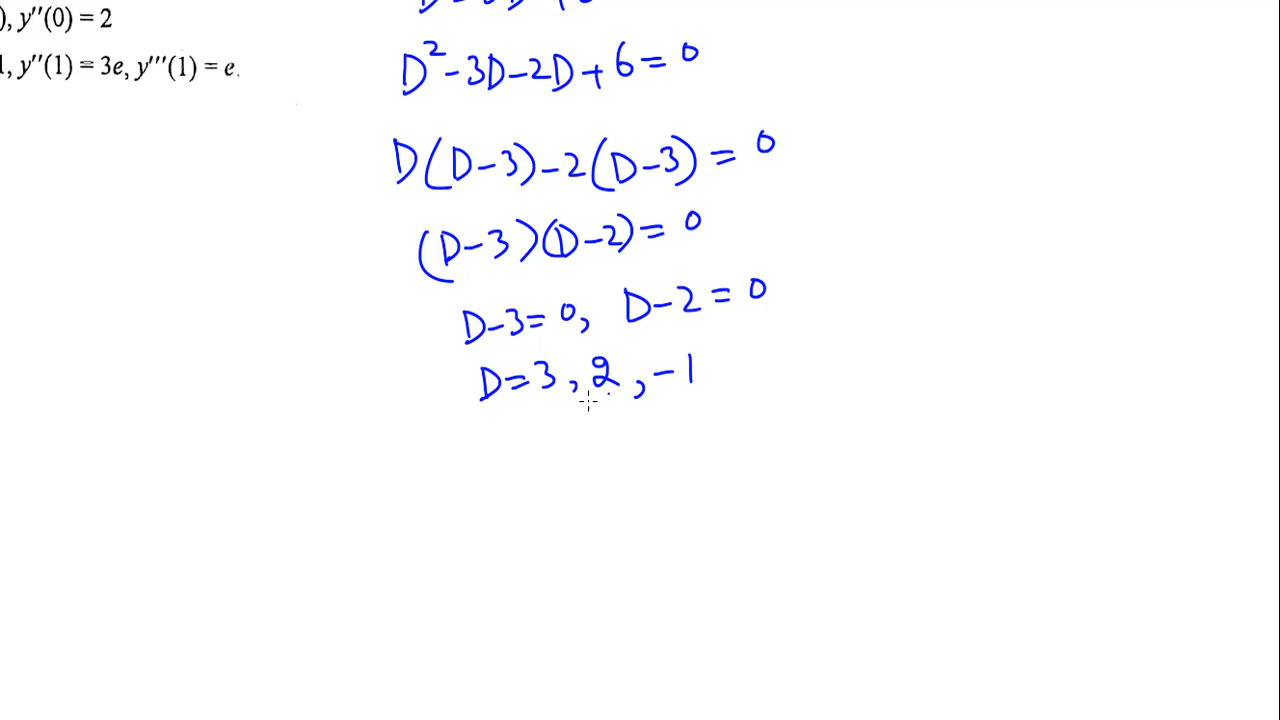 ), y''(0) = 2
1, y''(1) = 3e, y'''(1) = e.
D² - 3D - 2D + 6 = 0
D(D-3) - 2(D-3) = 0
(D-3)(D-2) = 0
D-3 = 0, D-2 = 0
D = 3, 2, -1